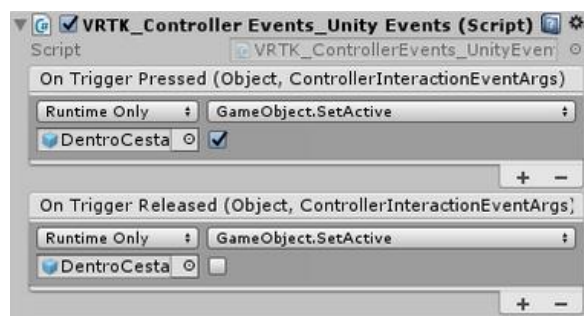 VRTK_Controller Events_Unity Events (Script)
Script VRTK_ControllerEvents_UnityEven
On Trigger Pressed (Object, ControllerInteractionEventArgs)
Runtime Only GameObject.SetActive
DentroCesta
+ −
On Trigger Released (Object, ControllerInteractionEventArgs)
Runtime Only GameObject.SetActive
DentroCesta
+ −